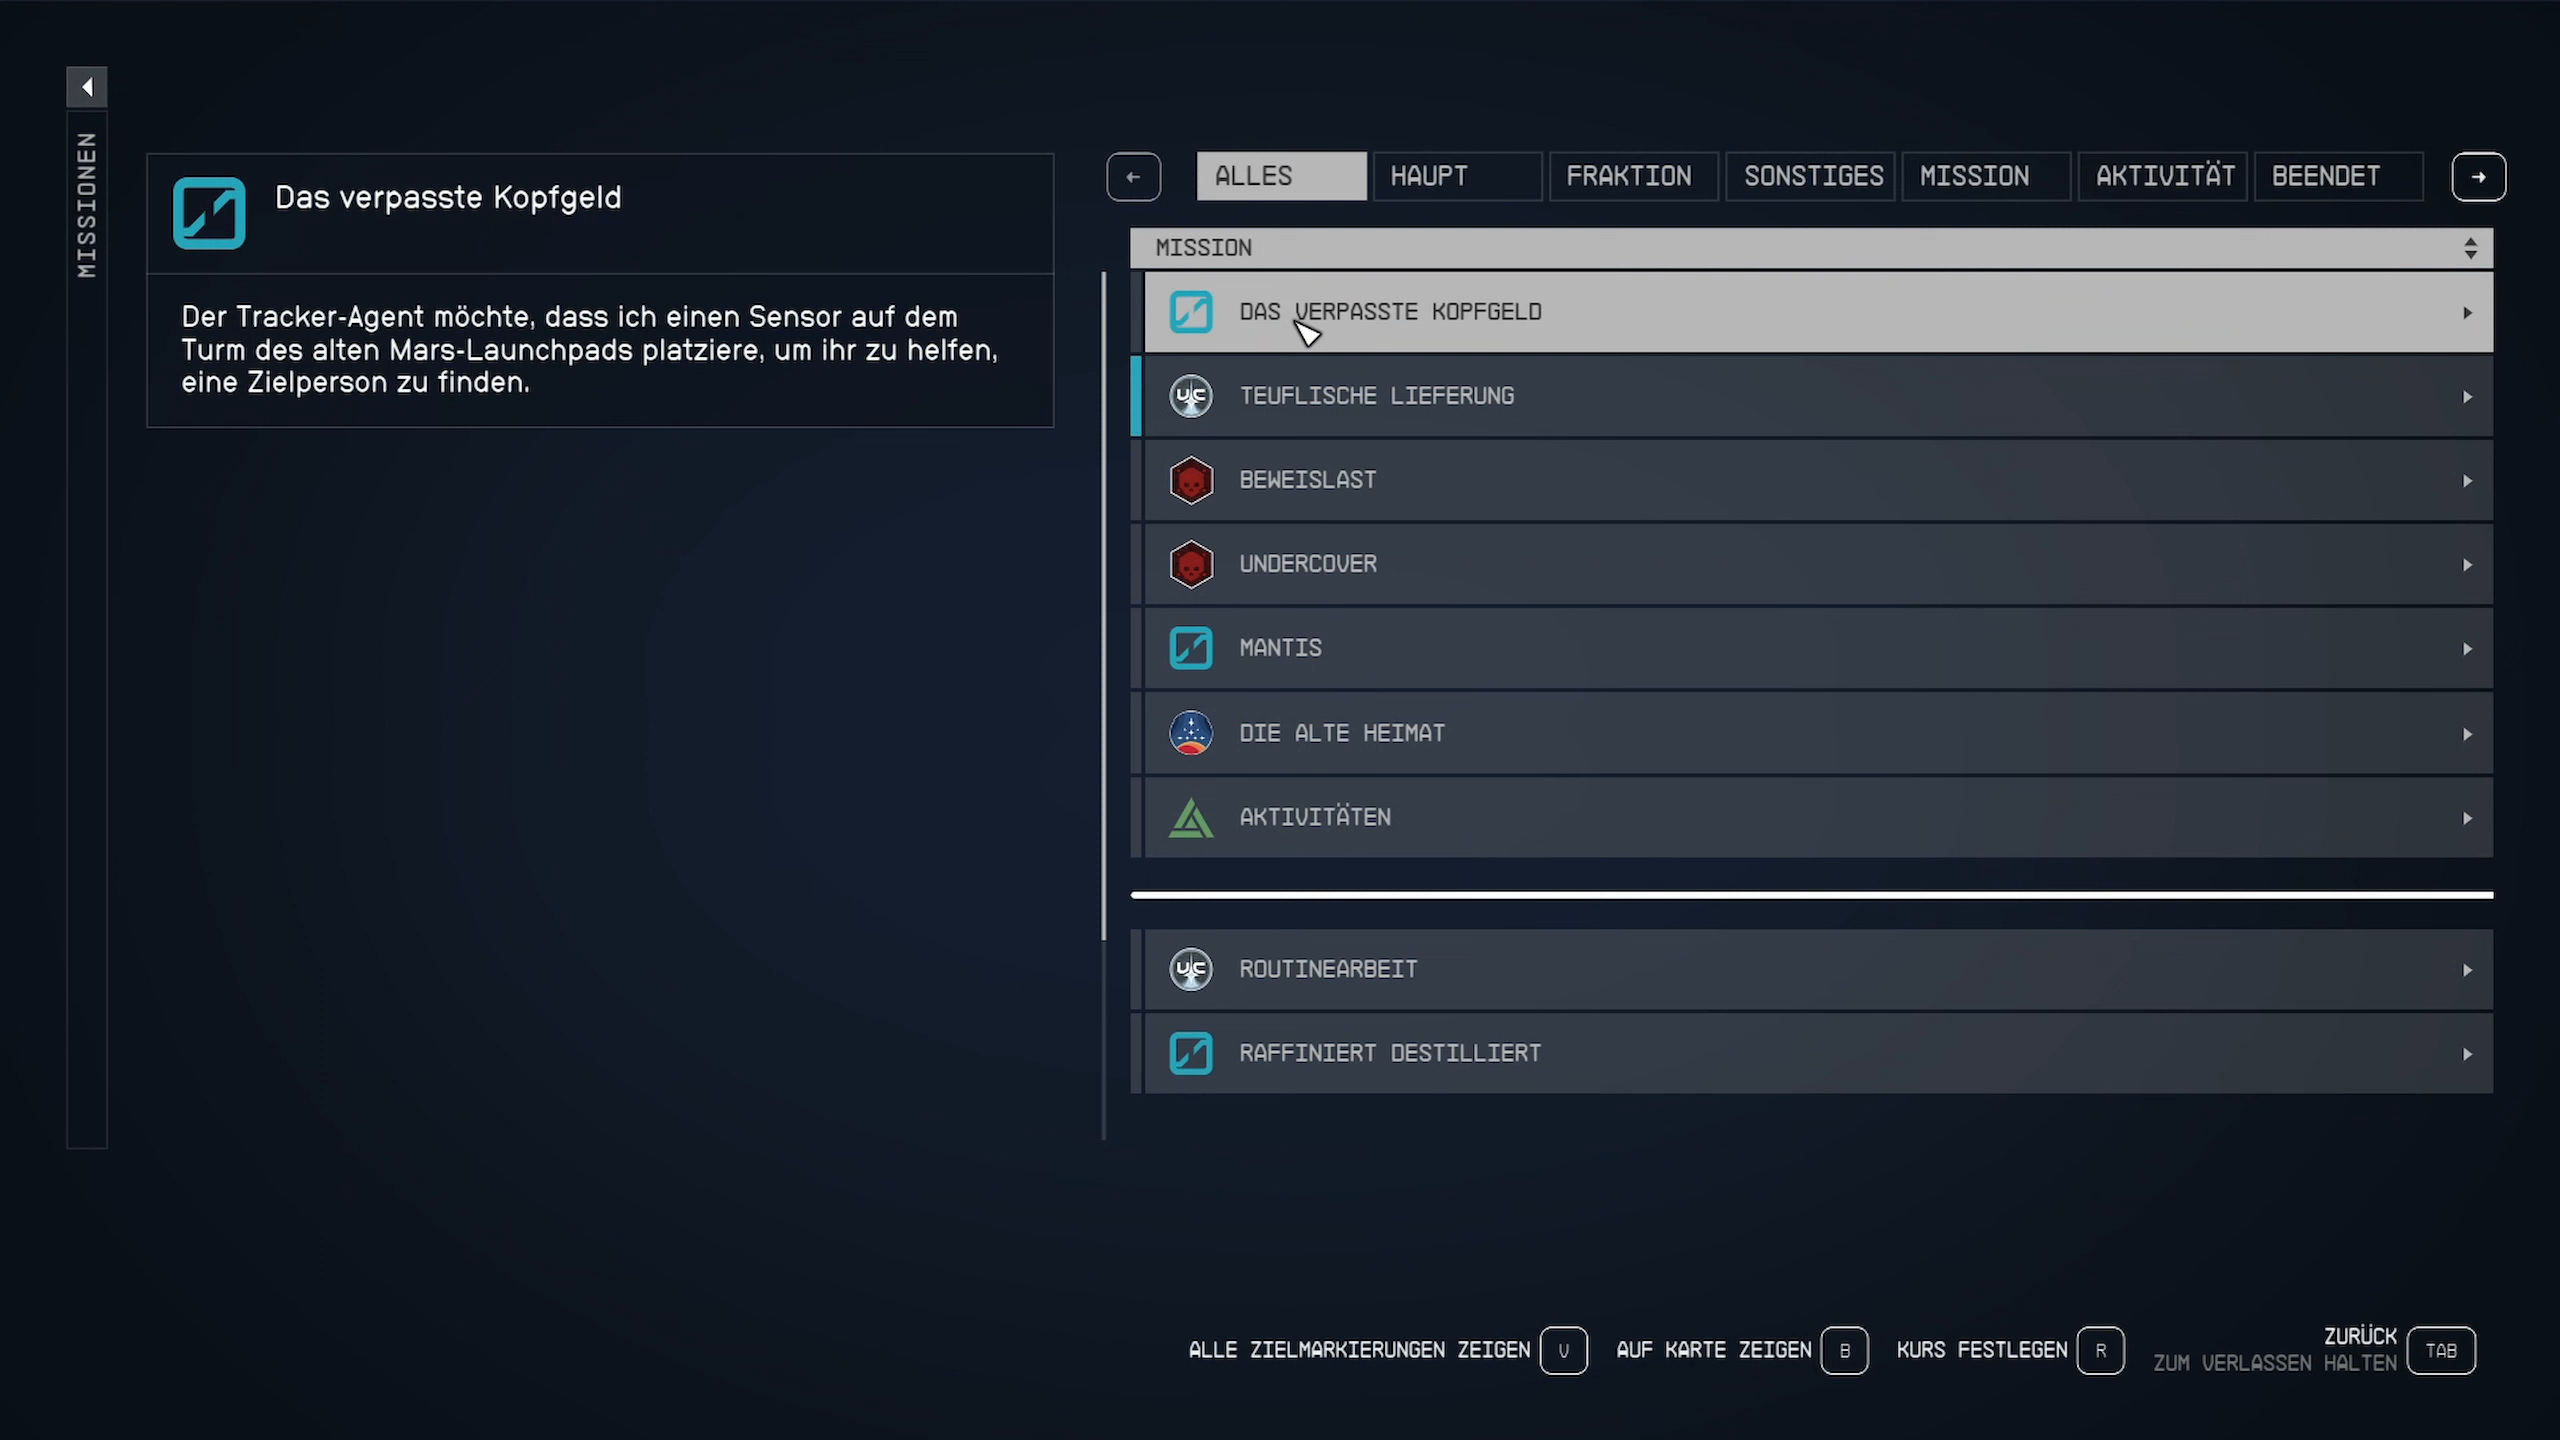 MISSIONEN
Das verpasste Kopfgeld
Der Tracker-Agent möchte, dass ich einen Sensor auf dem
Turm des alten Mars-Launchpads platziere, um ihr zu helfen,
eine Zielperson zu finden.
ALLES HAUPT FRAKTION SONSTIGES MISSION AKTIVITÄT BEENDET
MISSION
DAS VERPASSTE KOPFGELD
UC TEUFLISCHE LIEFERUNG
BEWEISLAST
UNDERCOVER
MANTIS
DIE ALTE HEIMAT
AKTIVITÄTEN
UC ROUTINEARBEIT
RAFFINIERT DESTILLIERT
ALLE ZIELMARKIERUNGEN ZEIGEN V AUF KARTE ZEIGEN B KURS FESTLEGEN R ZURÜCK TAB
ZUM VERLASSEN HALTEN